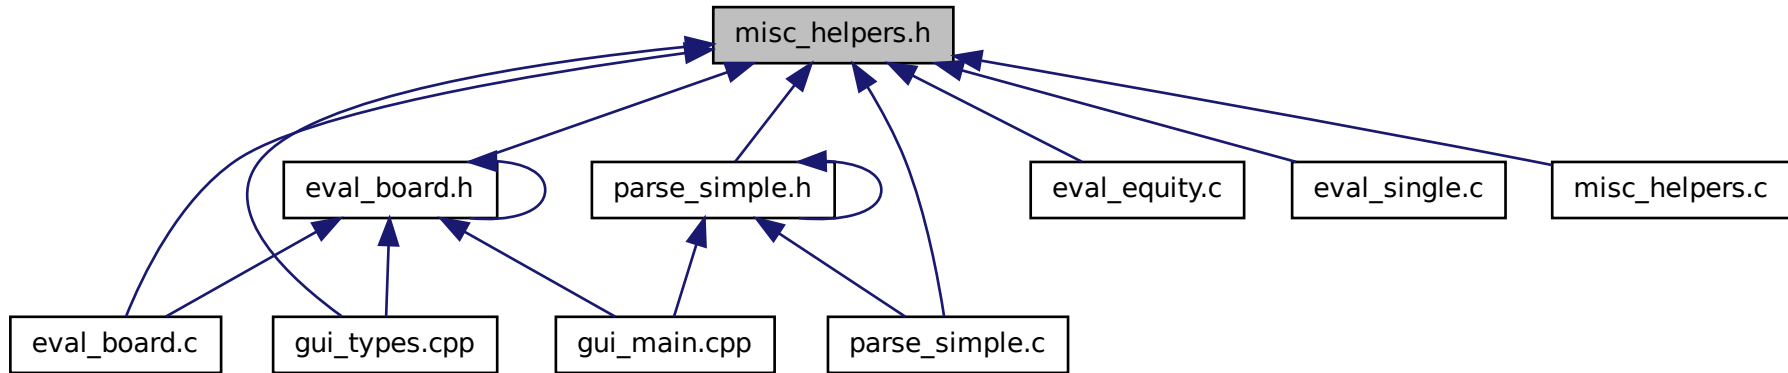 misc_helpers.h
eval_board.h
parse_simple.h
eval_equity.c
eval_single.c
misc_helpers.c
eval_board.c
gui_types.cpp
gui_main.cpp
parse_simple.c